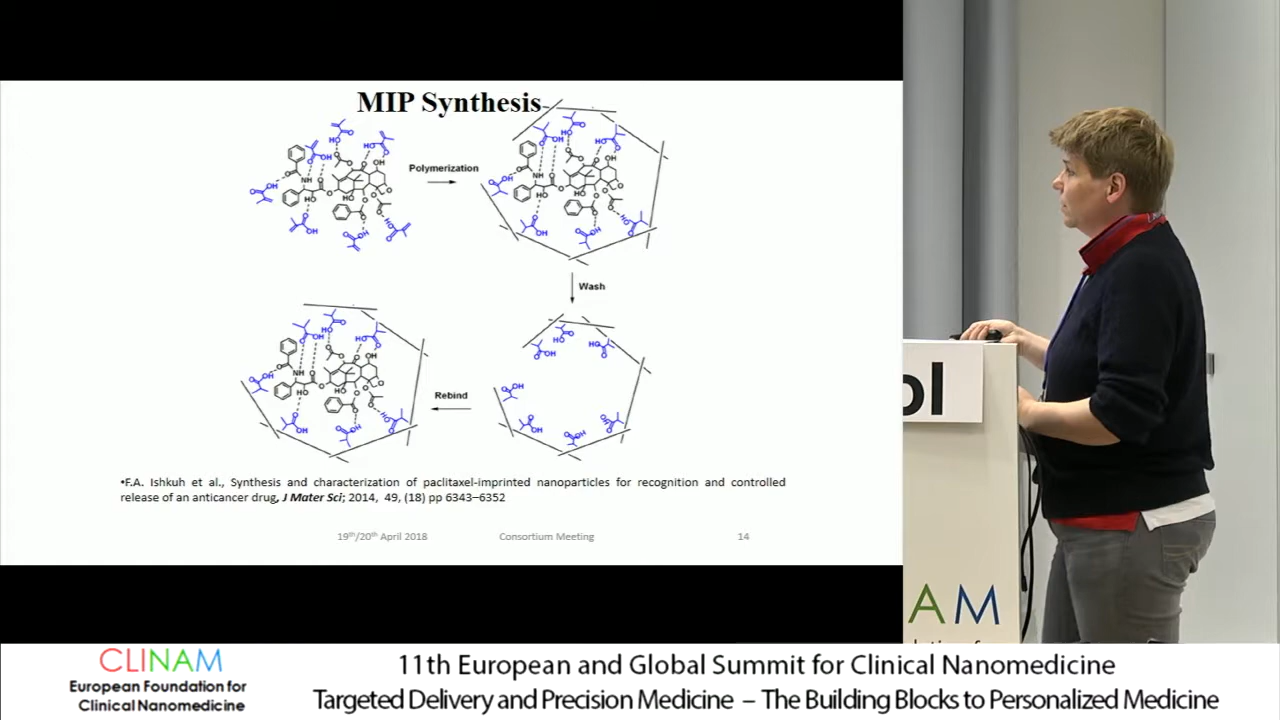 MIP Synthesis
Polymerization
Wash
Rebind
•F.A. Ishkuh et al., Synthesis and characterization of paclitaxel-imprinted nanoparticles for recognition and controlled
release of an anticancer drug, J Mater Sci; 2014, 49, (18) pp 6343–6352
19th/20th April 2018 Consortium Meeting 14
ol
AM
CLINAM
European Foundation for
Clinical Nanomedicine
11th European and Global Summit for Clinical Nanomedicine
Targeted Delivery and Precision Medicine – The Building Blocks to Personalized Medicine